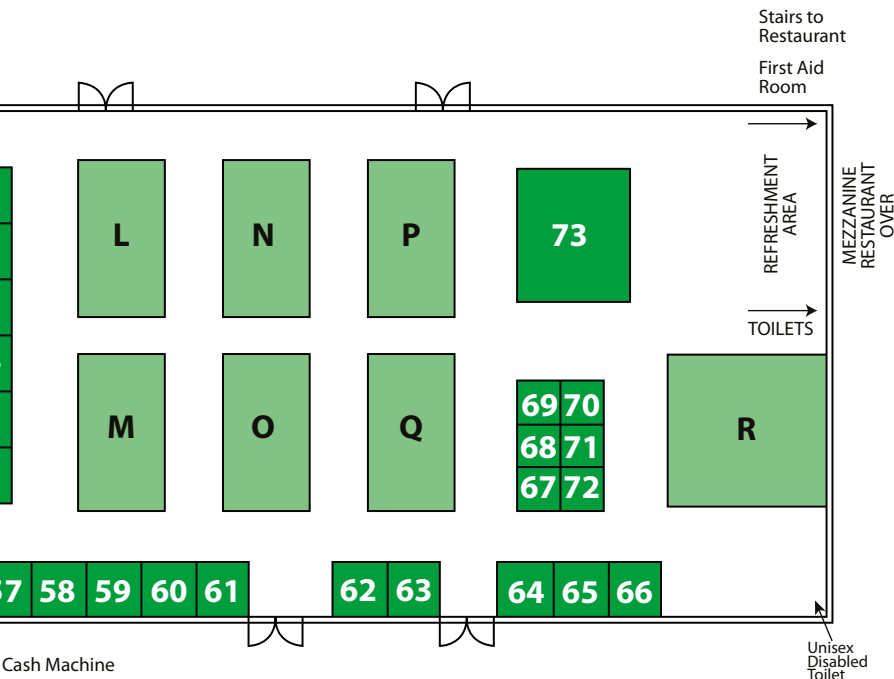 Stairs to
Restaurant
First Aid
Room
REFRESHMENT
AREA
MEZZANINE
RESTAURANT
OVER
L
N
P
73
TOILETS
M
O
Q
69 70
68 71
67 72
R
58 59 60 61
62 63
64 65 66
Cash Machine
Unisex
Disabled
Toilet